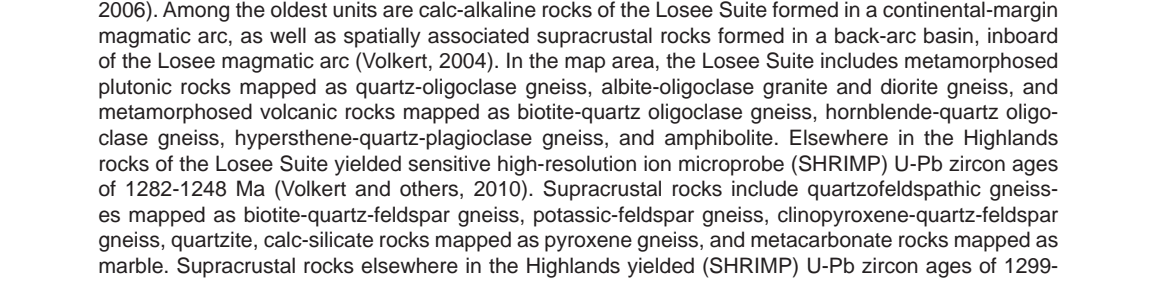 2006). Among the oldest units are calc-alkaline rocks of the Losee Suite formed in a continental-margin
magmatic arc, as well as spatially associated supracrustal rocks formed in a back-arc basin, inboard
of the Losee magmatic arc (Volkert, 2004). In the map area, the Losee Suite includes metamorphosed
plutonic rocks mapped as quartz-oligoclase gneiss, albite-oligoclase granite and diorite gneiss, and
metamorphosed volcanic rocks mapped as biotite-quartz oligoclase gneiss, hornblende-quartz oligo-
clase gneiss, hypersthene-quartz-plagioclase gneiss, and amphibolite. Elsewhere in the Highlands
rocks of the Losee Suite yielded sensitive high-resolution ion microprobe (SHRIMP) U-Pb zircon ages
of 1282-1248 Ma (Volkert and others, 2010). Supracrustal rocks include quartzofeldspathic gneiss-
es mapped as biotite-quartz-feldspar gneiss, potassic-feldspar gneiss, clinopyroxene-quartz-feldspar
gneiss, quartzite, calc-silicate rocks mapped as pyroxene gneiss, and metacarbonate rocks mapped as
marble. Supracrustal rocks elsewhere in the Highlands yielded (SHRIMP) U-Pb zircon ages of 1299-